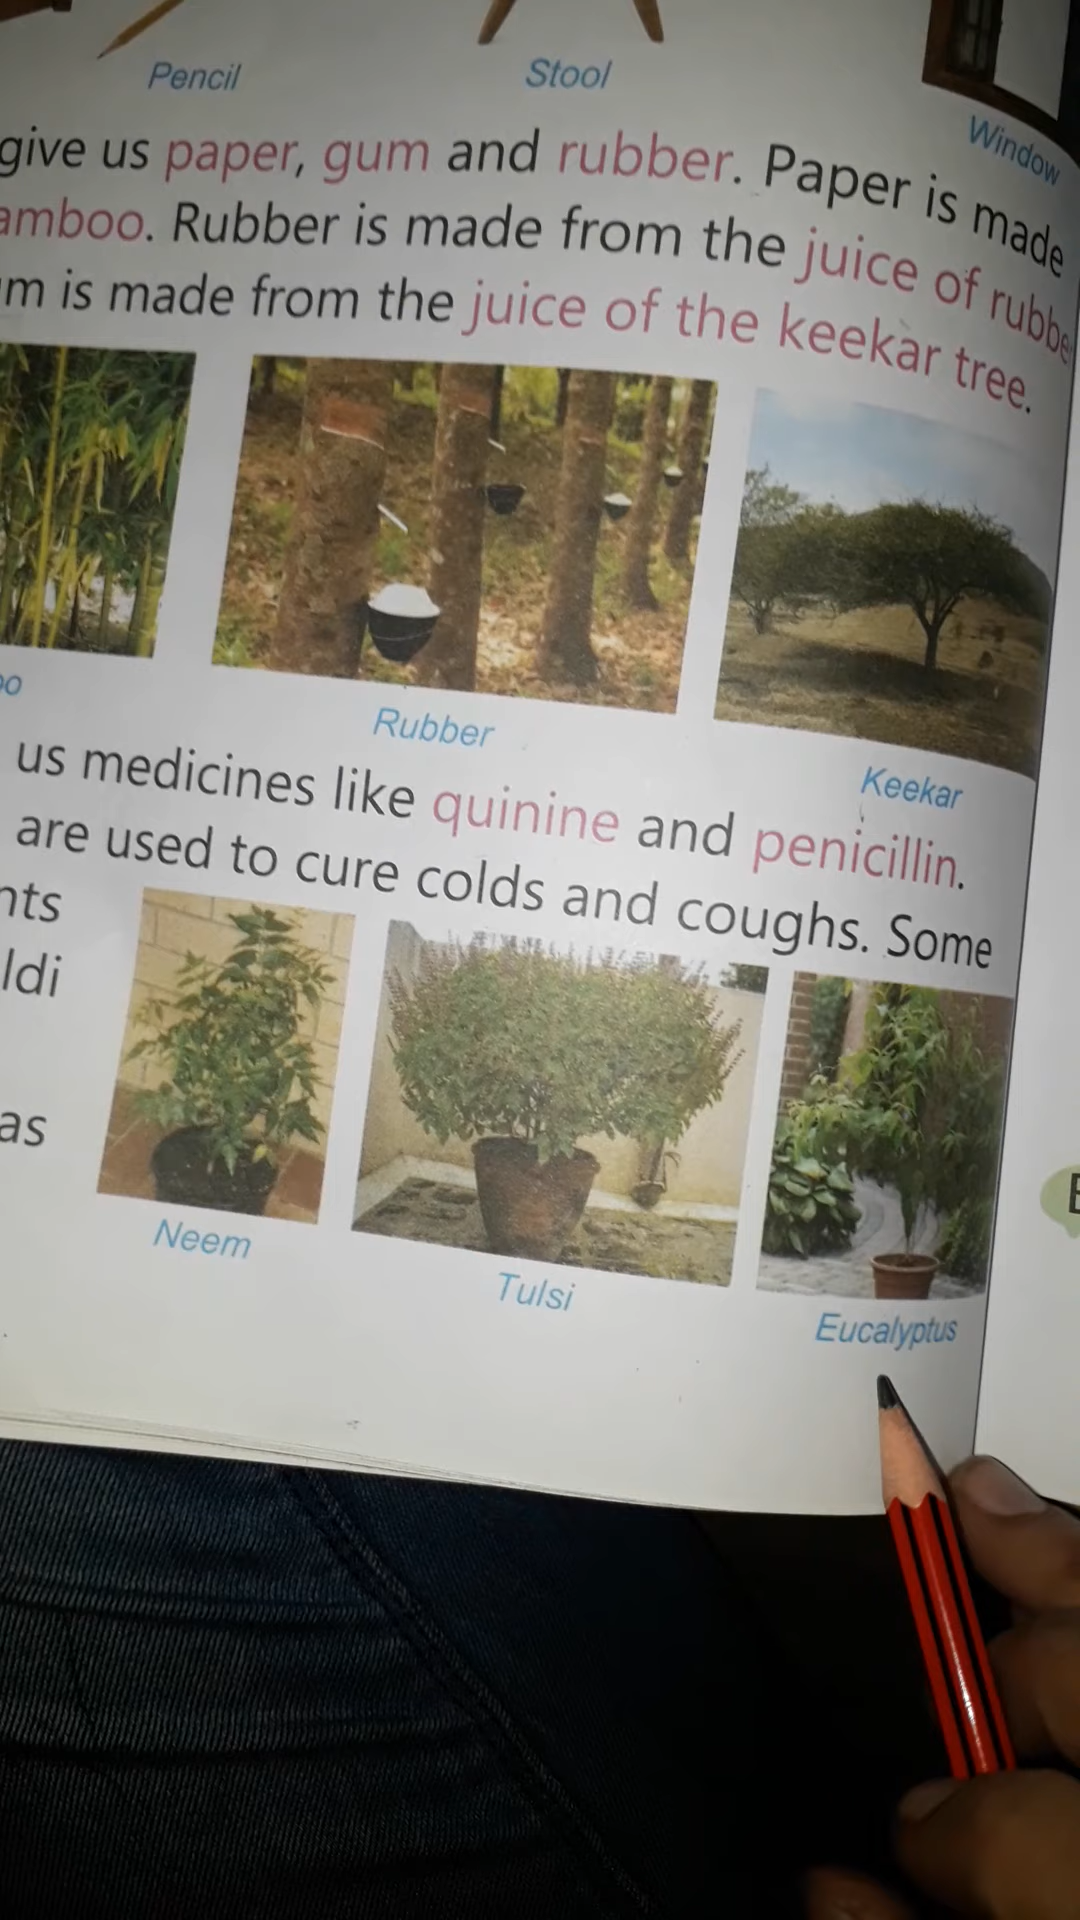 Pencil
Stool
Window
give us paper, gum and rubber. Paper is made
amboo. Rubber is made from the juice of rubbe
m is made from the juice of the keekar tree.
Rubber
Keekar
us medicines like quinine and penicillin.
are used to cure colds and coughs. Some
nts
ldi
as
Neem
Tulsi
Eucalyptus